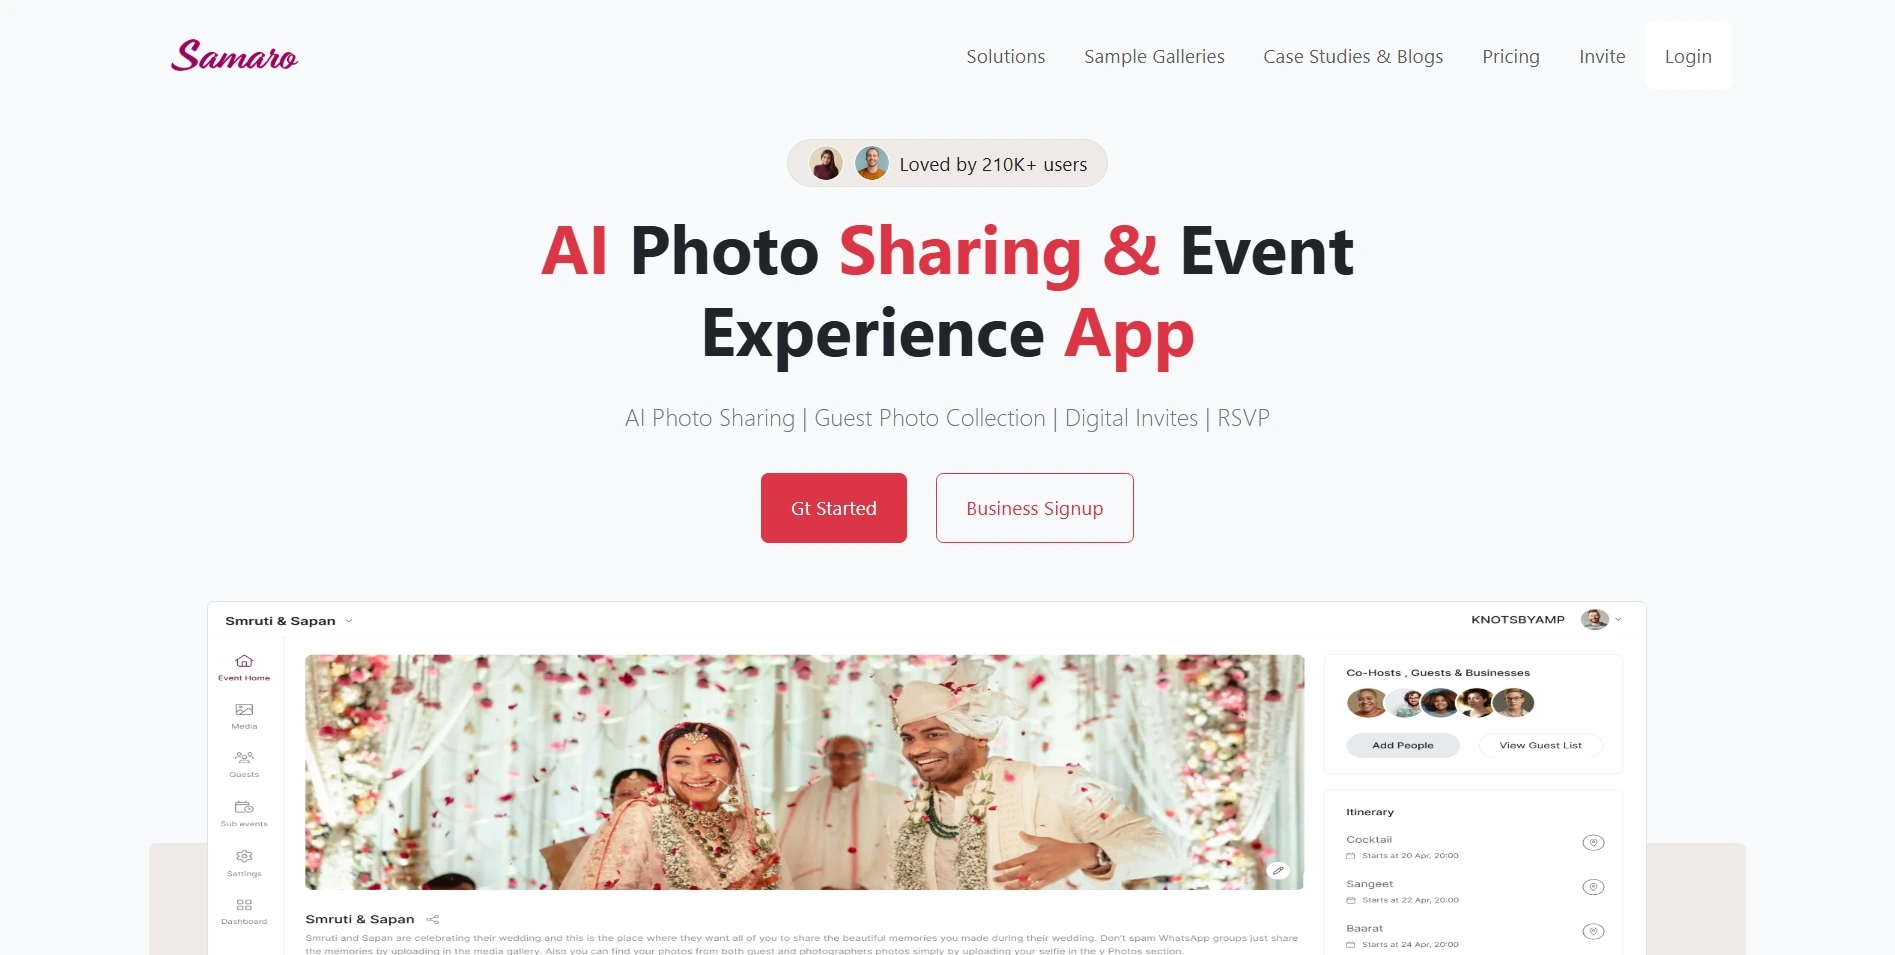 Samaro
Solutions
Sample Galleries
Case Studies & Blogs
Pricing
Invite
Login
Loved by 210K+ users
AI Photo Sharing & Event
Experience App
AI Photo Sharing | Guest Photo Collection | Digital Invites | RSVP
Gt Started
Business Signup
Smruti & Sapan
KNOTSBYAMP
Event Home
Media
Guests
Sub events
Settings
Dashboard
Smruti & Sapan
Smruti and Sapan are celebrating their wedding and this is the place where they want all of you to share the beautiful memories you made during their wedding. Don't spam WhatsApp groups just share
the memories by uploading in the media gallery. Also you can find your photos from both guest and photographers photos simply by uploading your selfie in the y Photos section.
Co-Hosts , Guests & Businesses
Add People
View Guest List
Itinerary
Cocktail
Starts at 20 Apr, 20:00
Sangeet
Starts at 22 Apr, 20:00
Baarat
Starts at 24 Apr, 20:00